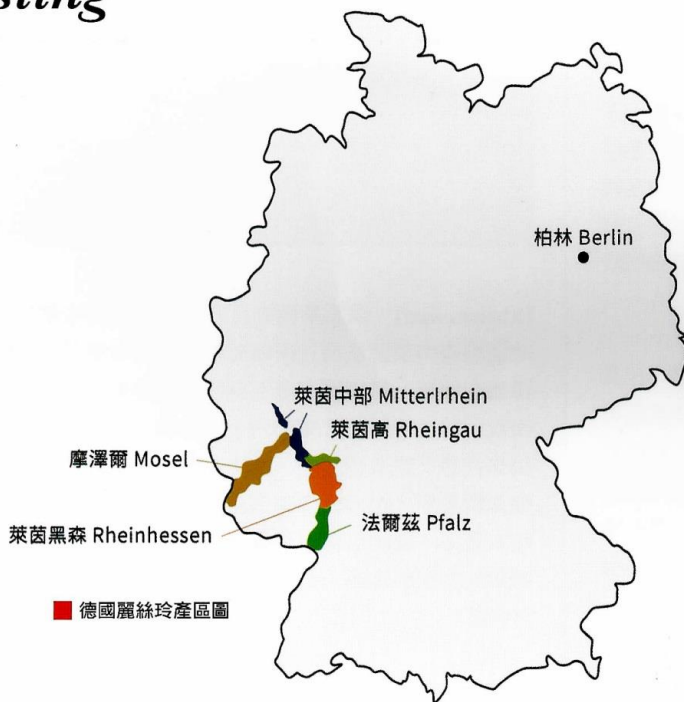 柏林 Berlin
萊茵中部 Mitterlrhein
萊茵高 Rheingau
摩澤爾 Mosel
萊茵黑森 Rheinhessen
法爾茲 Pfalz
德國麗絲玲產區圖